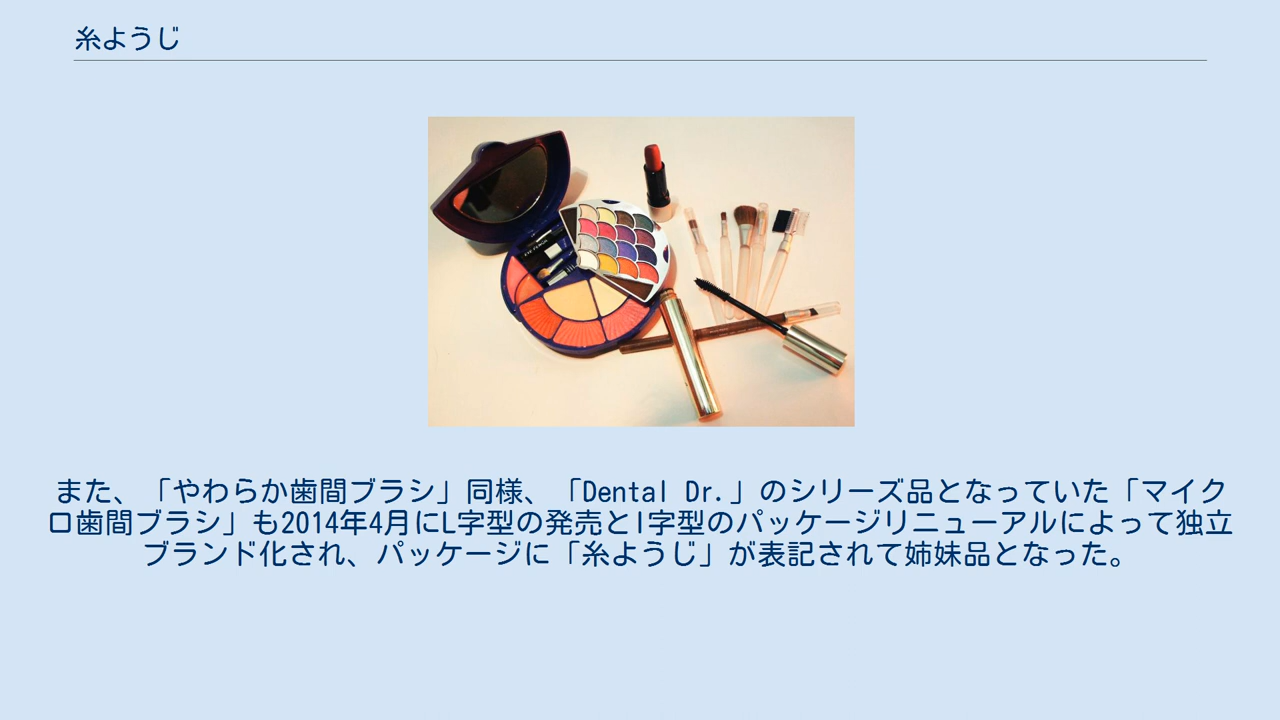 糸ようじ
また、「やわらか歯間ブラシ」同様、「Dental Dr.」のシリーズ品となっていた「マイク
ロ歯間ブラシ」も2014年4月にL字型の発売とI字型のパッケージリニューアルによって独立
ブランド化され、パッケージに「糸ようじ」が表記されて姉妹品となった。